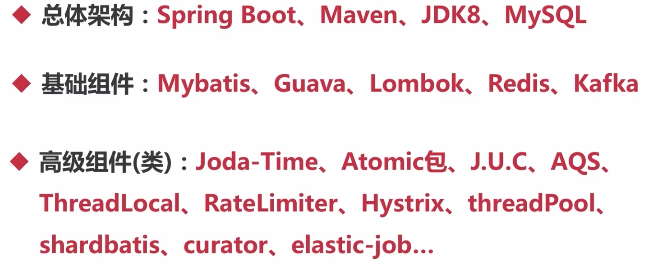 ◆ 总体架构：Spring Boot、Maven、JDK8、MySQL
◆ 基础组件：Mybatis、Guava、Lombok、Redis、Kafka
◆ 高级组件(类)：Joda-Time、Atomic包、J.U.C、AQS、
ThreadLocal、RateLimiter、Hystrix、threadPool、
shardbatis、curator、elastic-job...